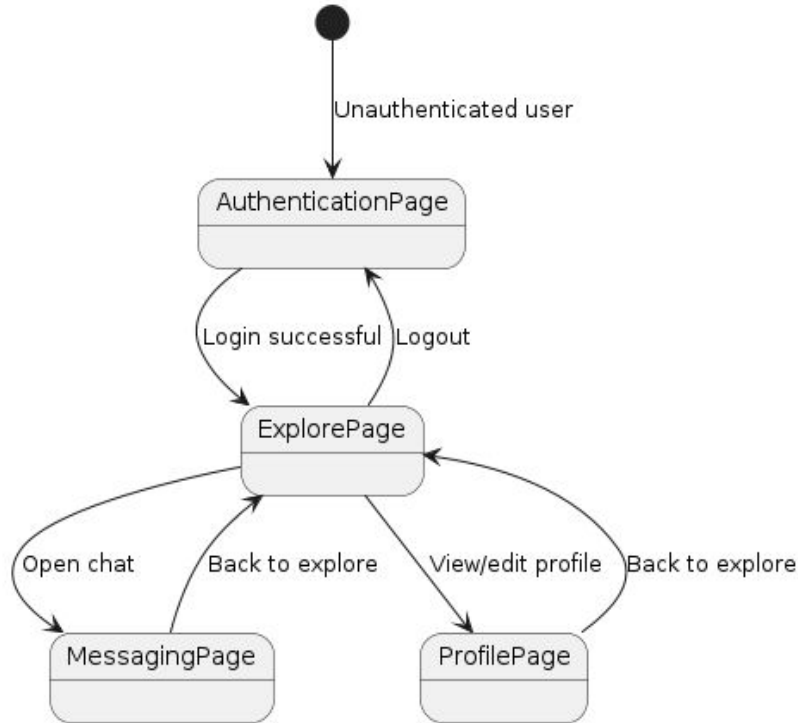 Unauthenticated user
AuthenticationPage
Login successful
Logout
ExplorePage
Open chat
Back to explore
View/edit profile
Back to explore
MessagingPage
ProfilePage